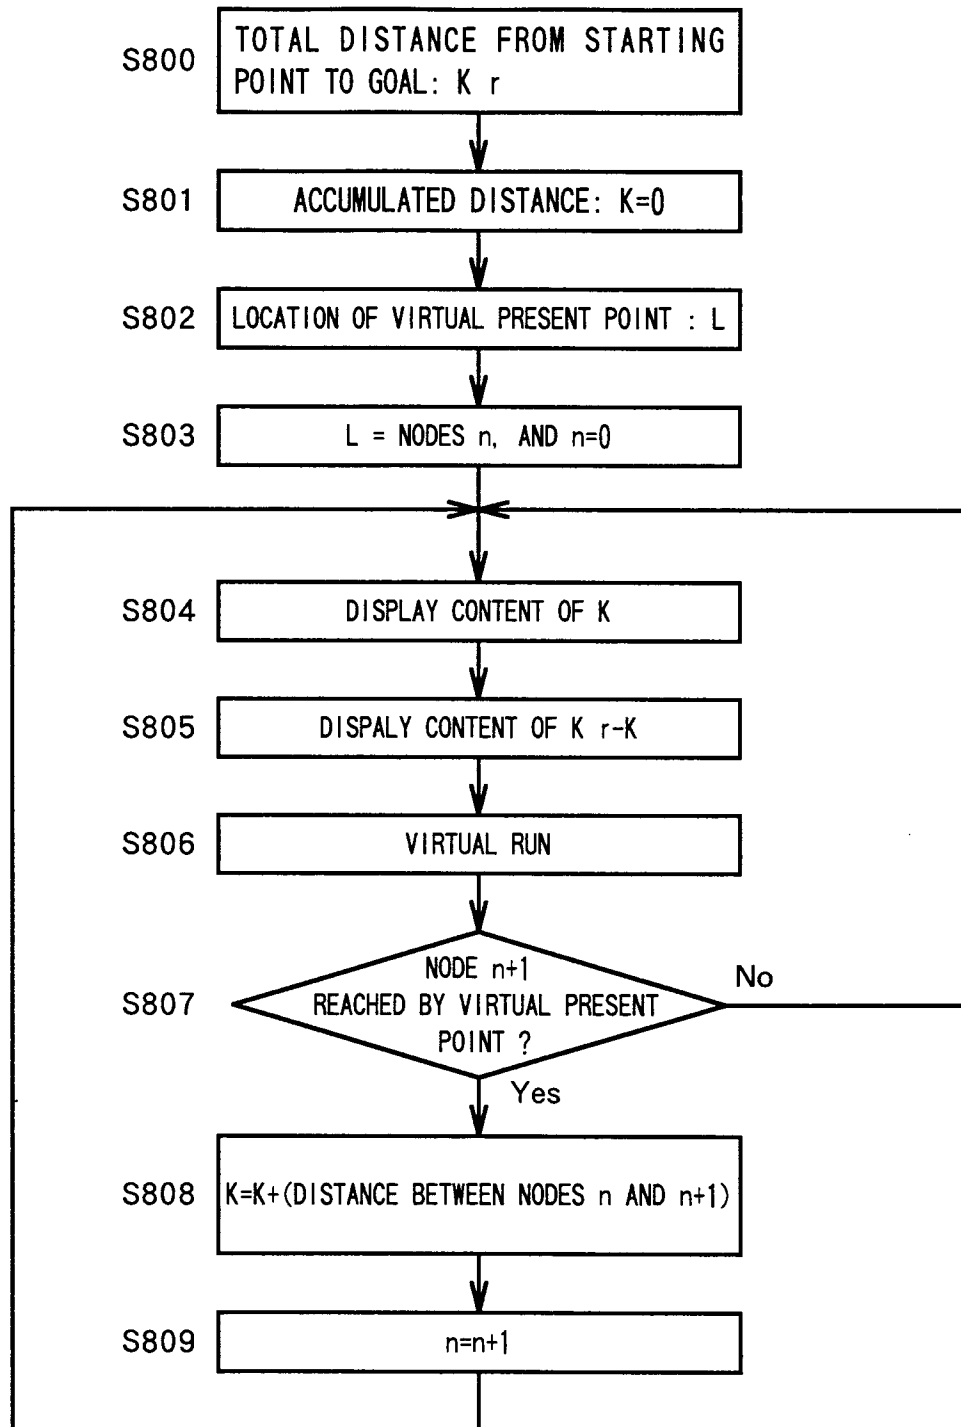 S800
TOTAL DISTANCE FROM STARTING
POINT TO GOAL: K r
S801
ACCUMULATED DISTANCE: K=0
S802
LOCATION OF VIRTUAL PRESENT POINT : L
S803
L = NODES n, AND n=0
S804
DISPLAY CONTENT OF K
S805
DISPALY CONTENT OF K r-K
S806
VIRTUAL RUN
S807
NODE n+1
REACHED BY VIRTUAL PRESENT
POINT ?
No
Yes
S808
K=K+(DISTANCE BETWEEN NODES n AND n+1)
S809
n=n+1